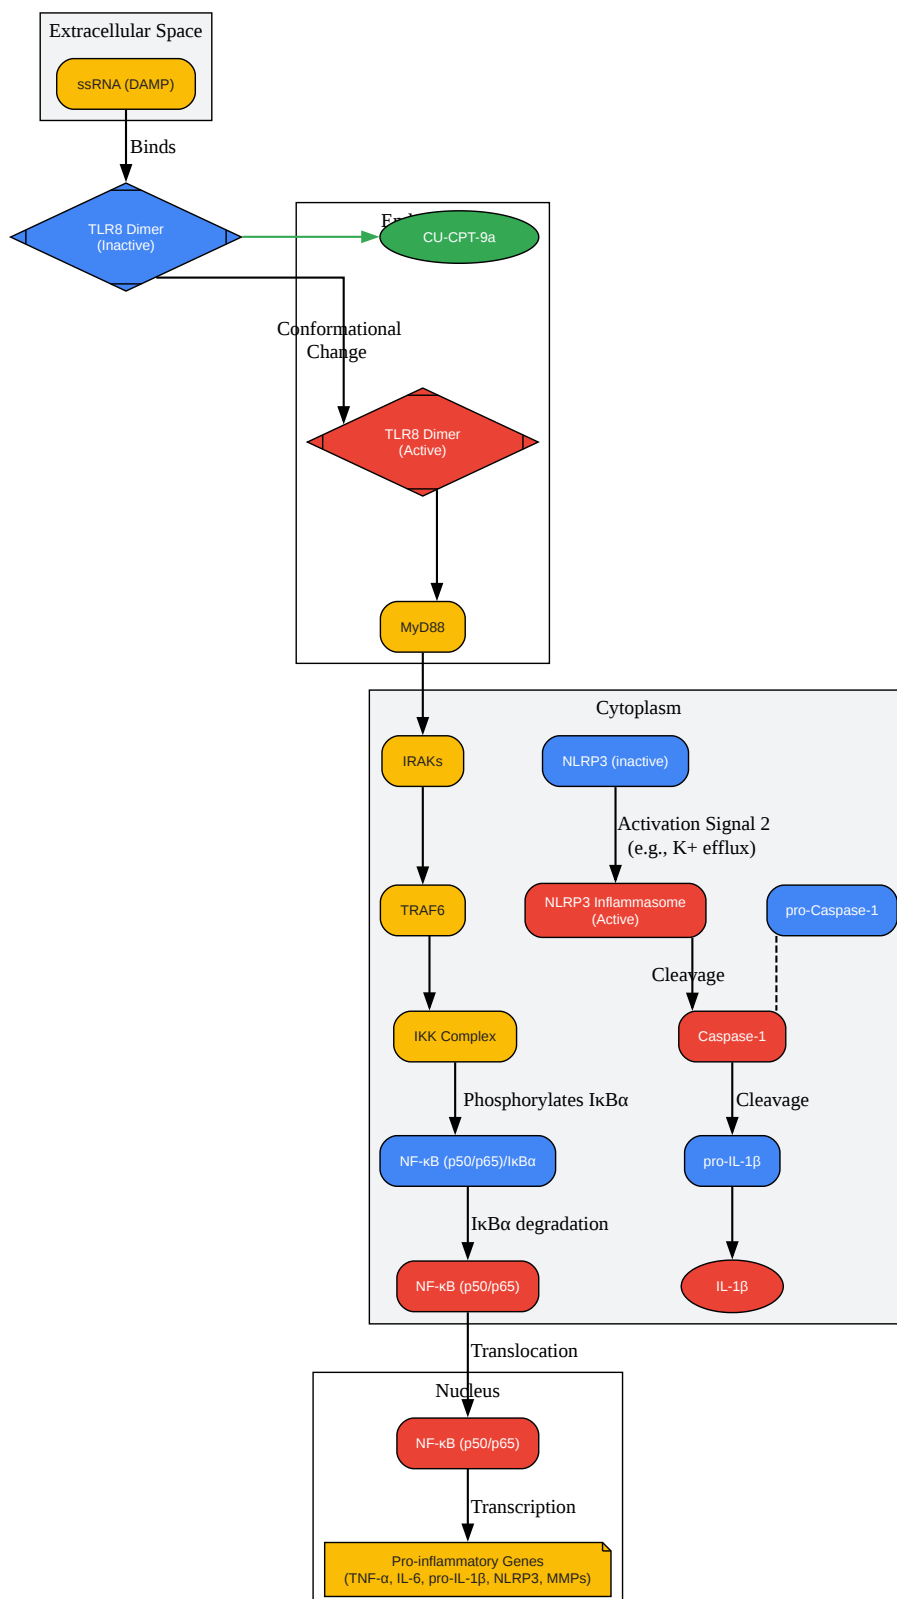 Extracellular Space
ssRNA (DAMP)
Binds
TLR8 Dimer
(Inactive)
CU-CPT-9a
Conformational
Change
TLR8 Dimer
(Active)
MyD88
Cytoplasm
IRAKs
NLRP3 (inactive)
Activation Signal 2
(e.g., K+ efflux)
TRAF6
NLRP3 Inflammasome
(Active)
pro-Caspase-1
Cleavage
IKK Complex
Caspase-1
Phosphorylates IκBα
Cleavage
NF-κB (p50/p65)/IκBα
pro-IL-1β
IκBα degradation
NF-κB (p50/p65)
IL-1β
Translocation
Nucleus
NF-κB (p50/p65)
Transcription
Pro-inflammatory Genes
(TNF-α, IL-6, pro-IL-1β, NLRP3, MMPs)